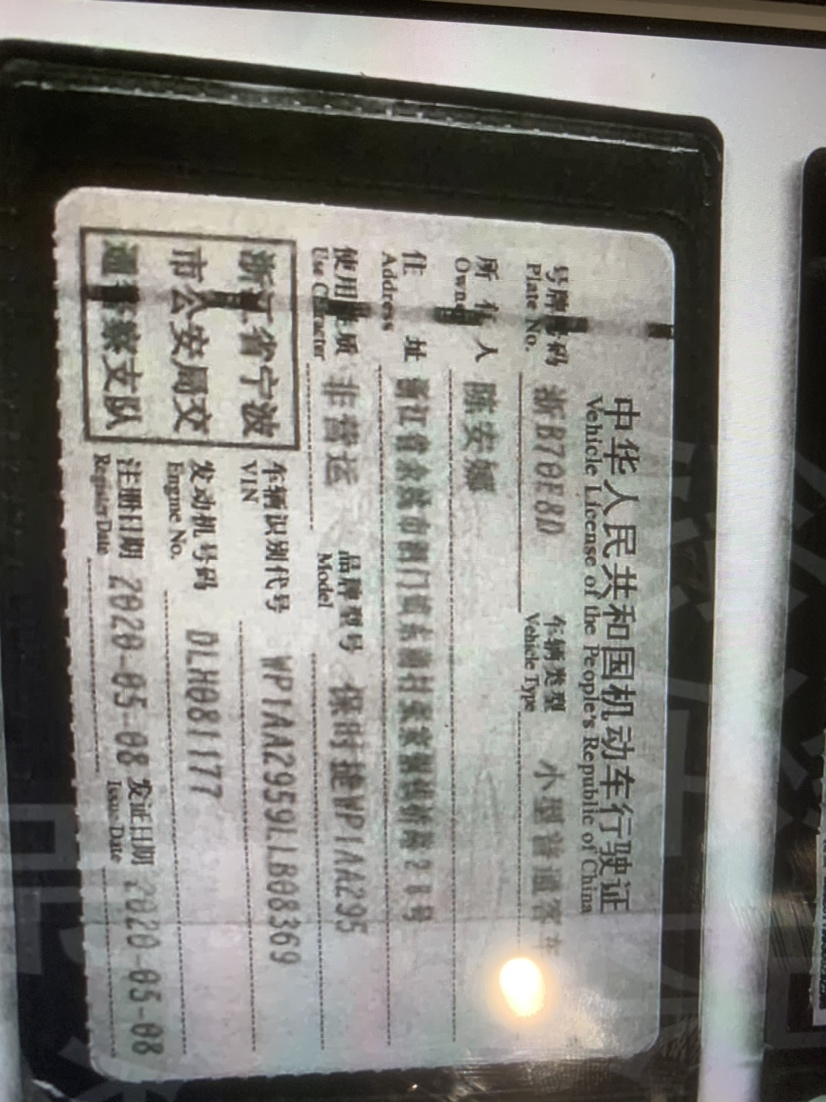 中华人民共和国机动车行驶证
Vehicle License of the People's Republic of China
号牌号码 浙B70E8D 车辆类型 小型普通客车
Plate No. Vehicle Type
所有人 陈安娜
Owner
住址 浙江省余姚市 28号
Address
使用性质 非营运 品牌型号 保时捷WP1AA295
Use Character Model
浙江省宁波
市公安局交
通警察支队
车辆识别代号 WP1AA2959LLB08369
VIN
发动机号码 DLH081177
Engine No.
注册日期 2020-05-08 发证日期 2020-05-08
Register Date Issue Date